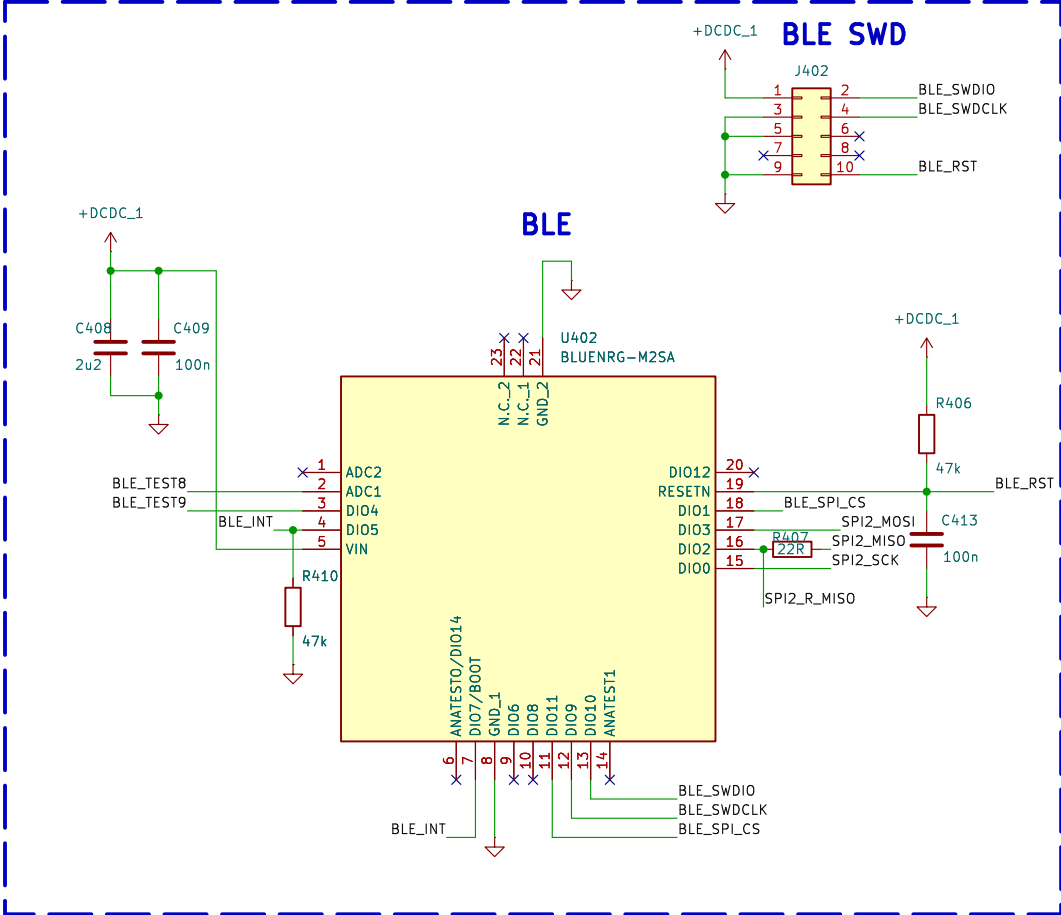 +DCDC_1
BLE SWD
J402
1
2
BLE_SWDIO
3
4
BLE_SWDCLK
5
6
7
8
9
10
BLE_RST
+DCDC_1
BLE
C408
2u2
C409
100n
23
22
21
U402
BLUENRG-M2SA
N.C._2
N.C._1
GND_2
+DCDC_1
R406
47k
1
ADC2
BLE_TEST8
2
ADC1
BLE_TEST9
3
DIO4
BLE_INT
4
DIO5
5
VIN
DIO12
20
RESETN
19
BLE_RST
DIO1
18
BLE_SPI_CS
DIO3
17
SPI2_MOSI
DIO2
16
R407
22R
SPI2_MISO
DIO0
15
SPI2_SCK
SPI2_R_MISO
C413
100n
R410
47k
ANATEST0/DIO14
DIO7/BOOT
GND_1
DIO6
DIO8
DIO11
DIO9
DIO10
ANATEST1
6
7
8
9
10
11
12
13
14
BLE_SWDIO
BLE_SWDCLK
BLE_INT
BLE_SPI_CS